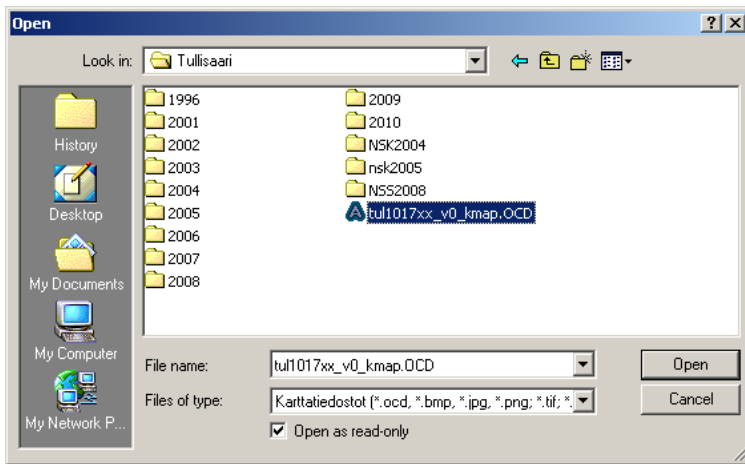 Open
Look in:
Tullisaari
History
Desktop
My Documents
My Computer
My Network P...
1996
2001
2002
2003
2004
2005
2006
2007
2008
2009
2010
NSK2004
nsk2005
NSS2008
tul1017xx_v0_kmap.OCD
File name:
tul1017xx_v0_kmap.OCD
Open
Files of type:
Karttatiedostot (*.ocd, *.bmp, *.jpg, *.png; *.tif; *.
Cancel
Open as read-only